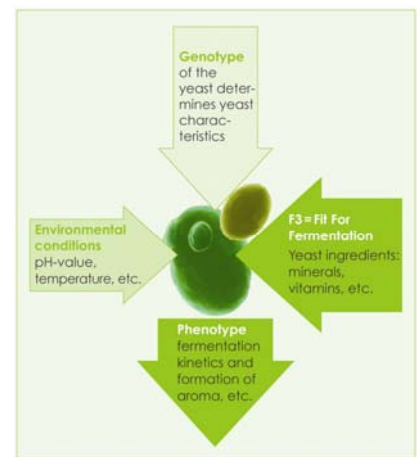 Genotype
of the
yeast deter-
mines yeast
charac-
teristics
Environmental
conditions
pH-value,
temperature, etc.
F3=Fit For
Fermentation
Yeast ingredients:
minerals,
vitamins, etc.
Phenotype
fermentation
kinetics and
formation of
aroma, etc.